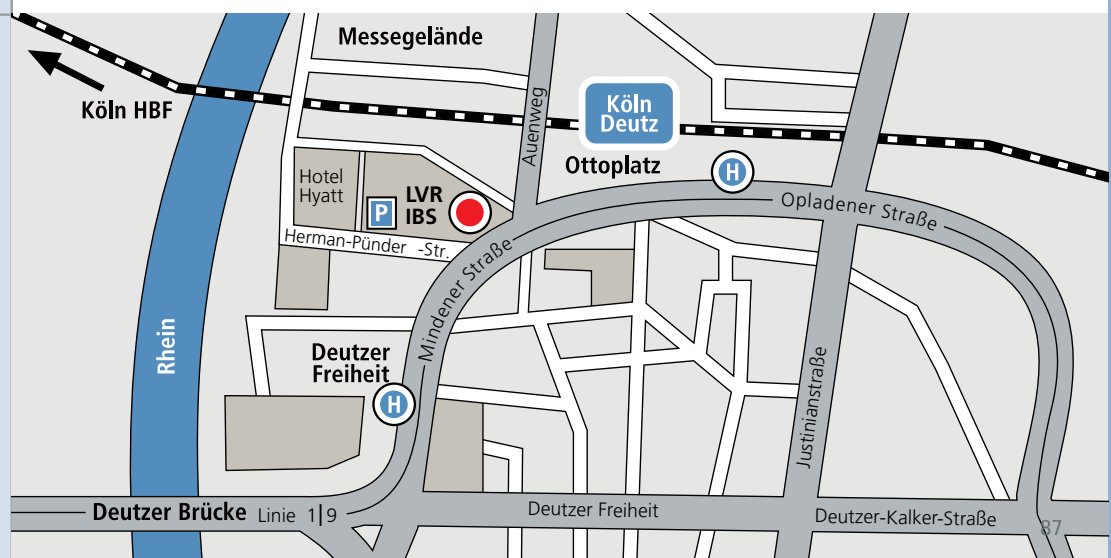 Messegelände
Köln HBF
Auenweg
Köln
Deutz
Ottoplatz
H
Hotel
Hyatt
P
LVR
IBS
Herman-Pünder -Str.
Opladener Straße
Mindener Straße
Rhein
Deutzer
Freiheit
H
Justinianstraße
Deutzer Brücke Linie 1|9
Deutzer Freiheit
Deutzer-Kalker-Straße
87